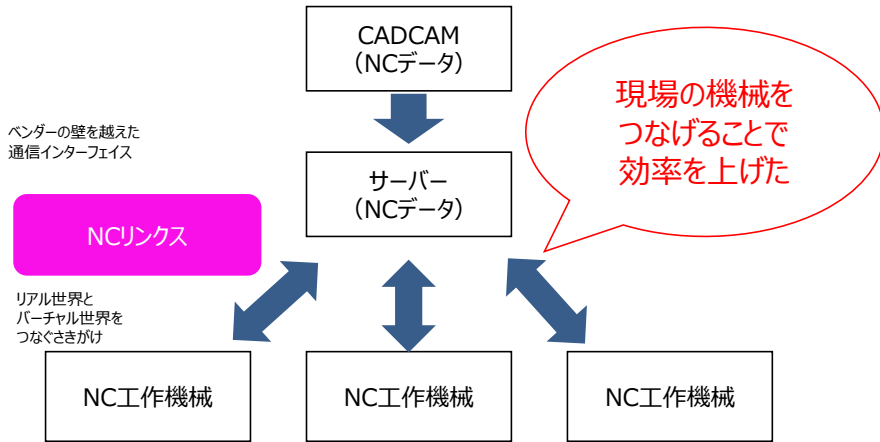 CADCAM
（NCデータ）
現場の機械を
つなげることで
効率を上げた
ベンダーの壁を越えた
通信インターフェイス
サーバー
（NCデータ）
NCリンクス
リアル世界と
バーチャル世界を
つなぐさきがけ
NC工作機械
NC工作機械
NC工作機械